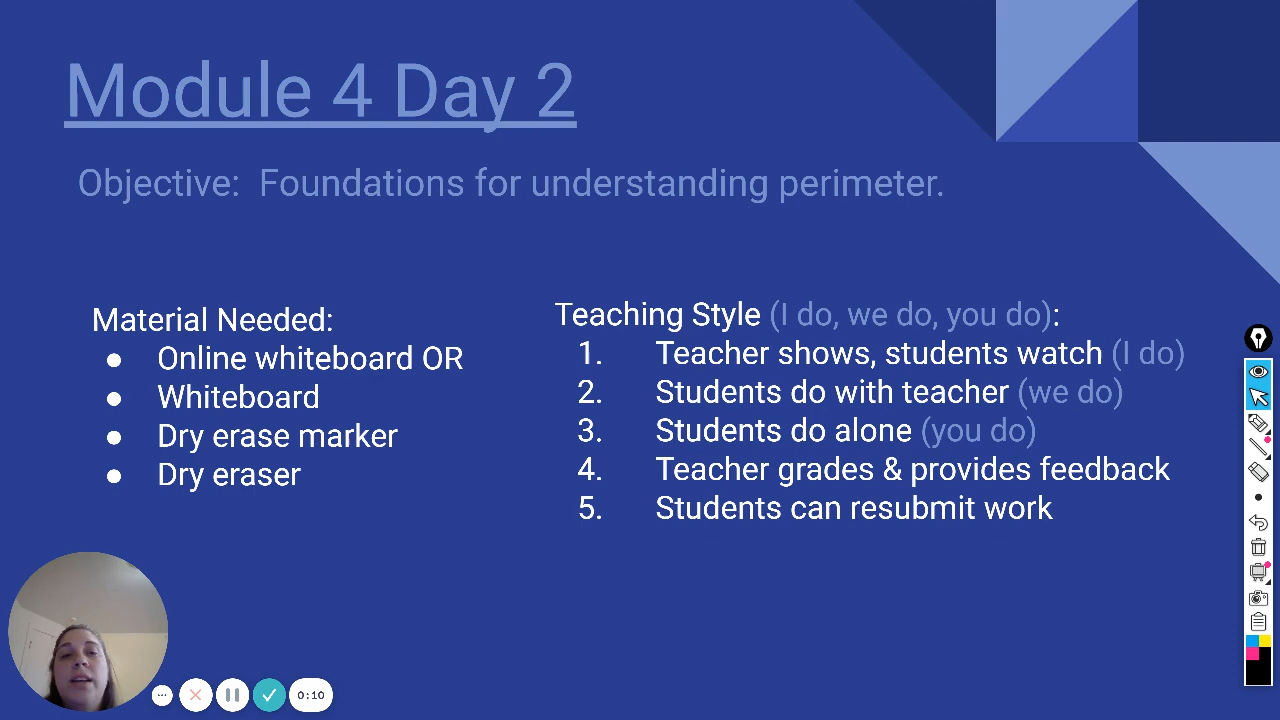 Module 4 Day 2
Objective: Foundations for understanding perimeter.
Material Needed:
● Online whiteboard OR
● Whiteboard
● Dry erase marker
● Dry eraser
Teaching Style (I do, we do, you do):
1. Teacher shows, students watch (I do)
2. Students do with teacher (we do)
3. Students do alone (you do)
4. Teacher grades & provides feedback
5. Students can resubmit work
0:10